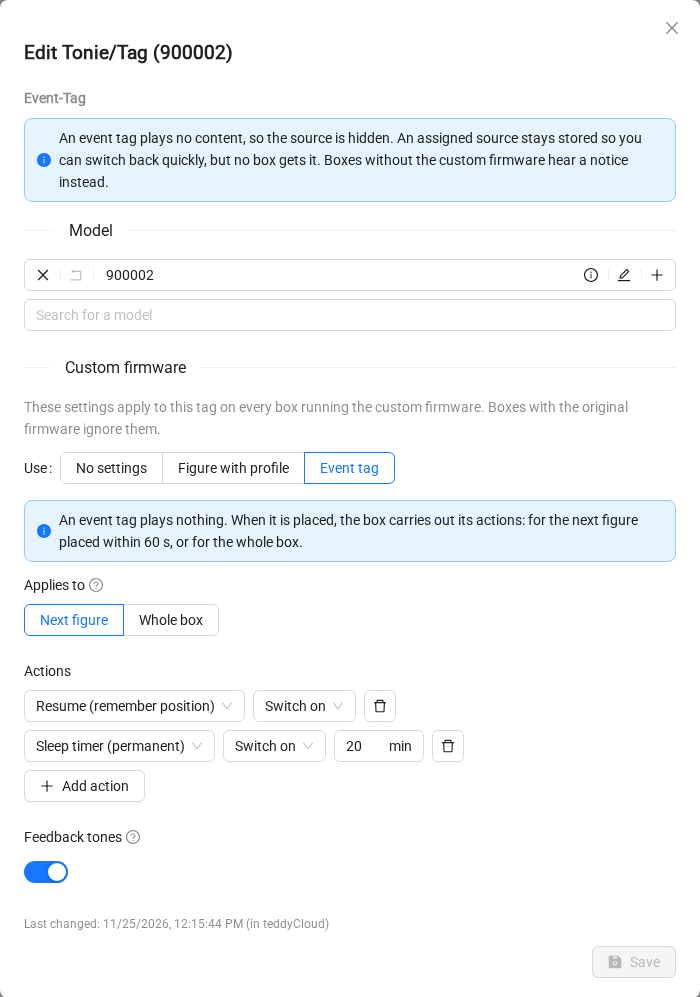 Edit Tonie/Tag (900002)
Event-Tag
An event tag plays no content, so the source is hidden. An assigned source stays stored so you
can switch back quickly, but no box gets it. Boxes without the custom firmware hear a notice
instead.
Model
900002
Search for a model
Custom firmware
These settings apply to this tag on every box running the custom firmware. Boxes with the original
firmware ignore them.
Use: No settings Figure with profile Event tag
An event tag plays nothing. When it is placed, the box carries out its actions: for the next figure
placed within 60 s, or for the whole box.
Applies to
Next figure Whole box
Actions
Resume (remember position) Switch on
Sleep timer (permanent) Switch on 20 min
Add action
Feedback tones
Last changed: 11/25/2026, 12:15:44 PM (in teddyCloud)
Save